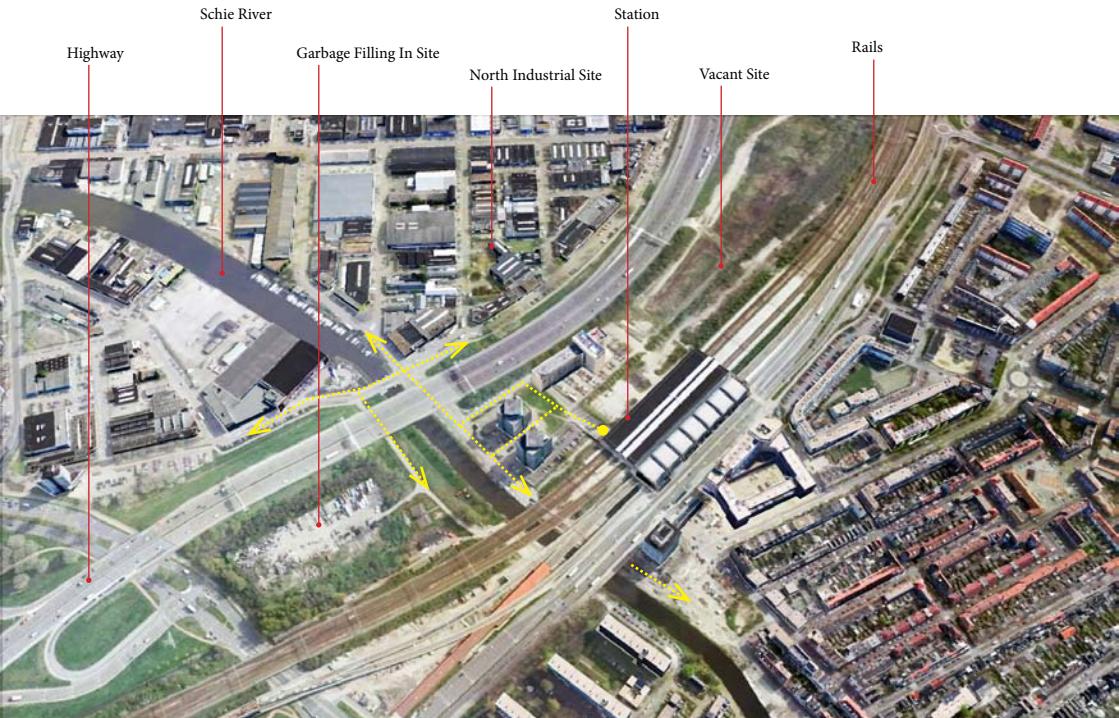 Schie River
Station
Highway
Garbage Filling In Site
Rails
North Industrial Site
Vacant Site